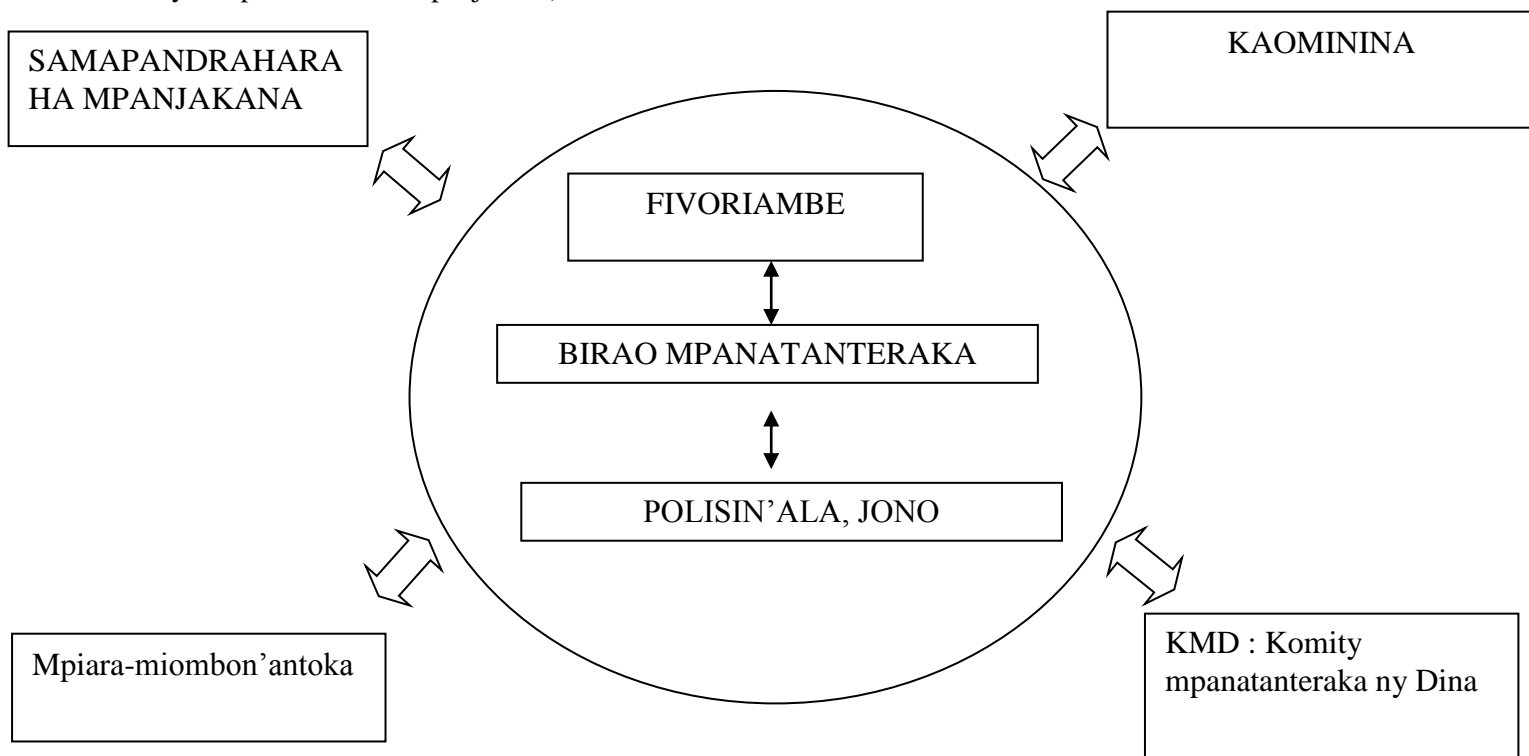 SAMAPANDRAHARA
HA MPANJAKANA
KAOMININA
FIVORIAMBE
BIRAO MPANATANTERAKA
POLISIN’ALA, JONO
Mpiara-miombon’antoka
KMD : Komity
mpanatanteraka ny Dina